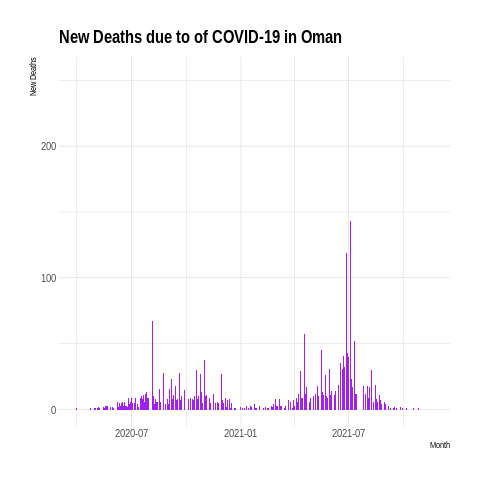 New Deaths due to of COVID-19 in Oman
New Deaths
200
100
0
2020-07 2021-01 2021-07
Month